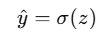 ŷ = σ(z)